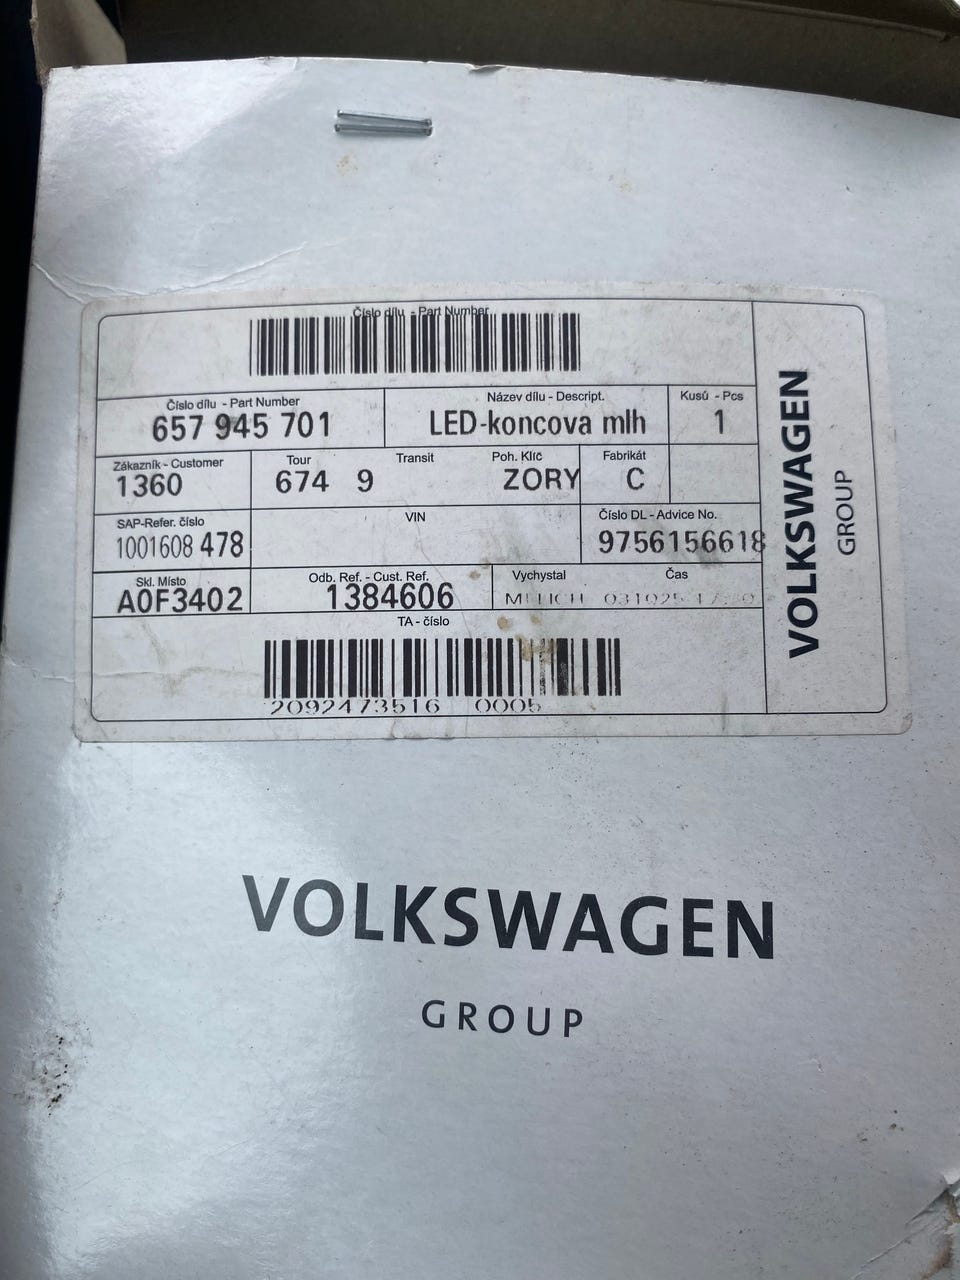 Číslo dílu - Part Number
Číslo dílu - Part Number
657 945 701
Název dílu - Descript.
LED-koncova mlh
Kusů - Pcs
1
Zákazník - Customer
1360
Tour
674 9
Transit
Poh. Klíč
ZORY
Fabrikát
C
SAP-Refer. číslo
1001608 478
VIN
Číslo DL - Advice No.
9756156618
Skl. Místo
A0F3402
Odb. Ref. - Cust. Ref.
1384606
Vychystal
Čas
TA - číslo
2092473516 0005
VOLKSWAGEN
GROUP
VOLKSWAGEN
GROUP